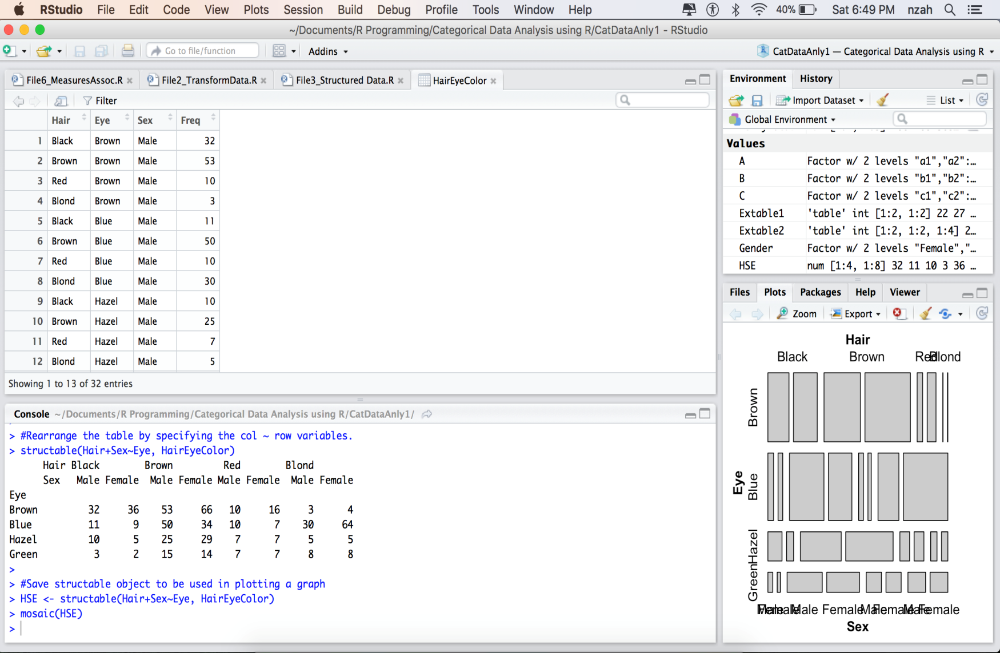 RStudio File Edit Code View Plots Session Build Debug Profile Tools Window Help 40% Sat 6:49 PM nzah
~/Documents/R Programming/Categorical Data Analysis using R/CatDataAnly1 - RStudio
Go to file/function Addins CatDataAnly1 — Categorical Data Analysis using R
File6_MeasuresAssoc.R File2_TransformData.R File3_Structured Data.R HairEyeColor
Filter
Hair Eye Sex Freq
1 Black Brown Male 32
2 Brown Brown Male 53
3 Red Brown Male 10
4 Blond Brown Male 3
5 Black Blue Male 11
6 Brown Blue Male 50
7 Red Blue Male 10
8 Blond Blue Male 30
9 Black Hazel Male 10
10 Brown Hazel Male 25
11 Red Hazel Male 7
12 Blond Hazel Male 5
Showing 1 to 13 of 32 entries
Console ~/Documents/R Programming/Categorical Data Analysis using R/CatDataAnly1/
> #Rearrange the table by specifying the col ~ row variables.
> structable(Hair+Sex~Eye, HairEyeColor)
Hair Black Brown Red Blond
Sex Male Female Male Female Male Female Male Female
Eye
Brown 32 36 53 66 10 16 3 4
Blue 11 9 50 34 10 7 30 64
Hazel 10 5 25 29 7 7 5 5
Green 3 2 15 14 7 7 8 8
>
> #Save structable object to be used in plotting a graph
> HSE <- structable(Hair+Sex~Eye, HairEyeColor)
> mosaic(HSE)
>
Environment History
Import Dataset List
Global Environment
Values
A Factor w/ 2 levels "a1","a2":…
B Factor w/ 2 levels "b1","b2":…
C Factor w/ 2 levels "c1","c2":…
Extable1 'table' int [1:2, 1:2] 22 27 …
Extable2 'table' int [1:2, 1:2, 1:4] 2…
Gender Factor w/ 2 levels "Female","…
HSE num [1:4, 1:8] 32 11 10 3 36 …
Files Plots Packages Help Viewer
Zoom Export
Hair
Black Brown Red Blond
Brown
Blue
Eye
Hazel
Green
Male Female Male Female Male Female Male Female
Sex